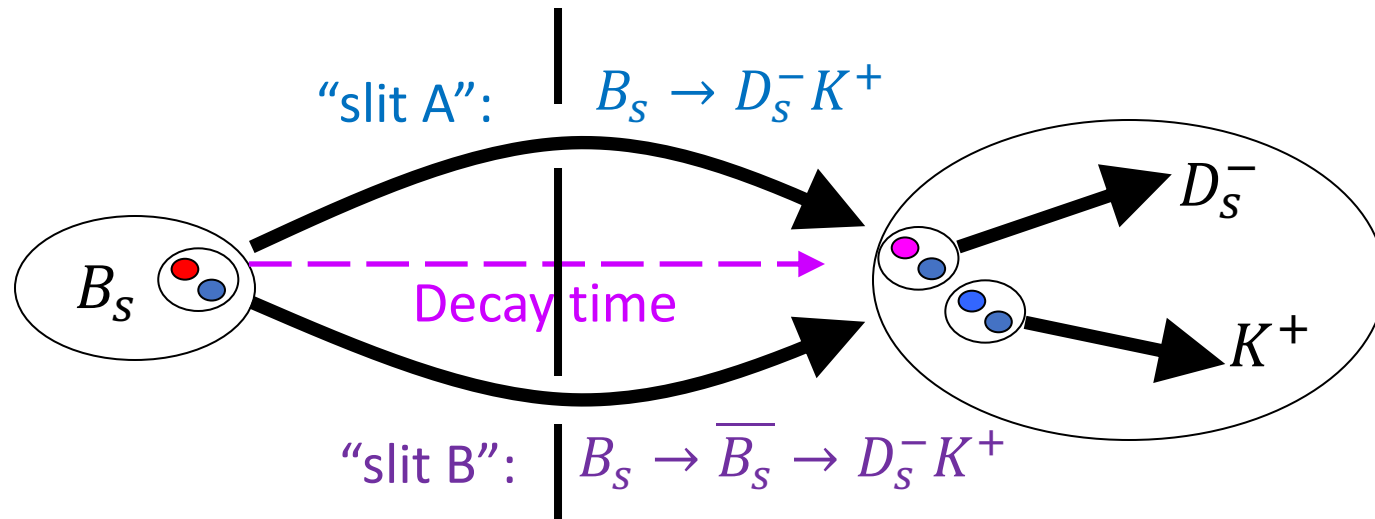 “slit A”: B_s → D_s^- K^+
D_s^-
B_s
Decay time
K^+
“slit B”: B_s → \overline{B_s} → D_s^- K^+